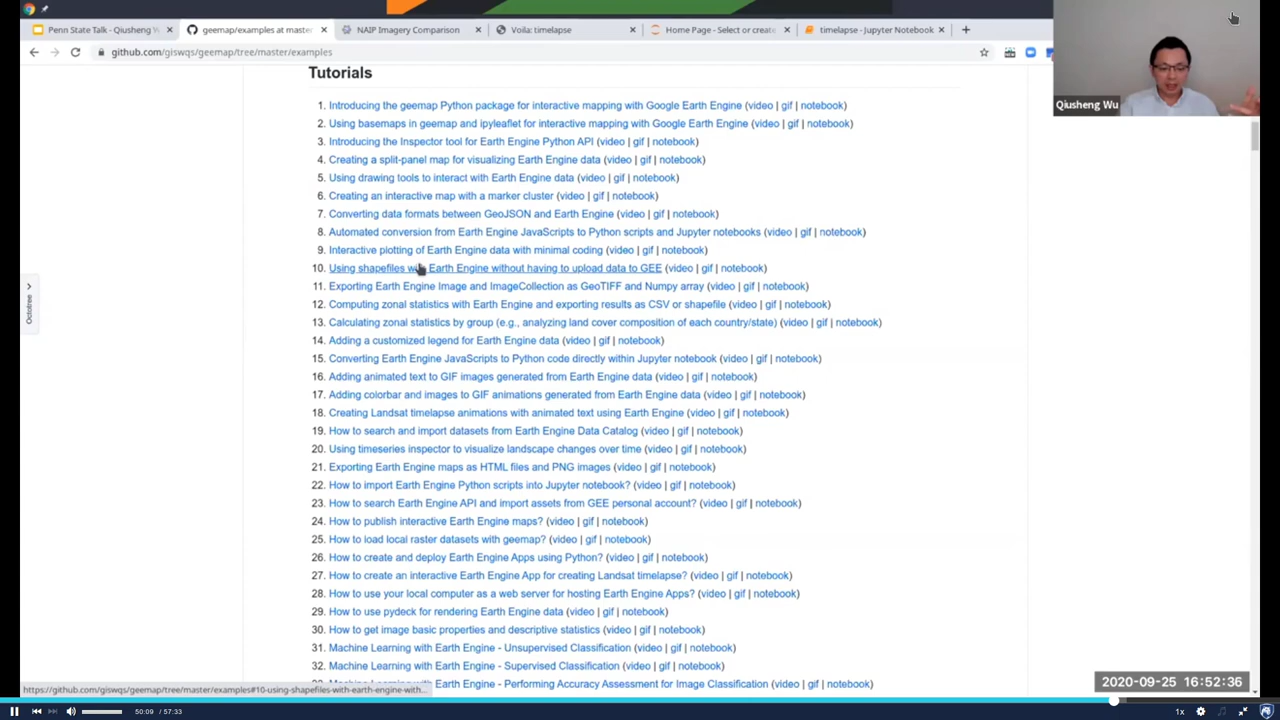 Penn State Talk - Qiusheng W
geemap/examples at master
NAIP Imagery Comparison
Voila: timelapse
Home Page - Select or create
timelapse - Jupyter Notebook
github.com/giswqs/geemap/tree/master/examples
Qiusheng Wu
Octotree
Tutorials
1. Introducing the geemap Python package for interactive mapping with Google Earth Engine (video | gif | notebook)
2. Using basemaps in geemap and ipyleaflet for interactive mapping with Google Earth Engine (video | gif | notebook)
3. Introducing the Inspector tool for Earth Engine Python API (video | gif | notebook)
4. Creating a split-panel map for visualizing Earth Engine data (video | gif | notebook)
5. Using drawing tools to interact with Earth Engine data (video | gif | notebook)
6. Creating an interactive map with a marker cluster (video | gif | notebook)
7. Converting data formats between GeoJSON and Earth Engine (video | gif | notebook)
8. Automated conversion from Earth Engine JavaScripts to Python scripts and Jupyter notebooks (video | gif | notebook)
9. Interactive plotting of Earth Engine data with minimal coding (video | gif | notebook)
10. Using shapefiles with Earth Engine without having to upload data to GEE (video | gif | notebook)
11. Exporting Earth Engine Image and ImageCollection as GeoTIFF and Numpy array (video | gif | notebook)
12. Computing zonal statistics with Earth Engine and exporting results as CSV or shapefile (video | gif | notebook)
13. Calculating zonal statistics by group (e.g., analyzing land cover composition of each country/state) (video | gif | notebook)
14. Adding a customized legend for Earth Engine data (video | gif | notebook)
15. Converting Earth Engine JavaScripts to Python code directly within Jupyter notebook (video | gif | notebook)
16. Adding animated text to GIF images generated from Earth Engine data (video | gif | notebook)
17. Adding colorbar and images to GIF animations generated from Earth Engine data (video | gif | notebook)
18. Creating Landsat timelapse animations with animated text using Earth Engine (video | gif | notebook)
19. How to search and import datasets from Earth Engine Data Catalog (video | gif | notebook)
20. Using timeseries inspector to visualize landscape changes over time (video | gif | notebook)
21. Exporting Earth Engine maps as HTML files and PNG images (video | gif | notebook)
22. How to import Earth Engine Python scripts into Jupyter notebook? (video | gif | notebook)
23. How to search Earth Engine API and import assets from GEE personal account? (video | gif | notebook)
24. How to publish interactive Earth Engine maps? (video | gif | notebook)
25. How to load local raster datasets with geemap? (video | gif | notebook)
26. How to create and deploy Earth Engine Apps using Python? (video | gif | notebook)
27. How to create an interactive Earth Engine App for creating Landsat timelapse? (video | gif | notebook)
28. How to use your local computer as a web server for hosting Earth Engine Apps? (video | gif | notebook)
29. How to use pydeck for rendering Earth Engine data (video | gif | notebook)
30. How to get image basic properties and descriptive statistics (video | gif | notebook)
31. Machine Learning with Earth Engine - Unsupervised Classification (video | gif | notebook)
32. Machine Learning with Earth Engine - Supervised Classification (video | gif | notebook)
Machine Learning with Earth Engine - Performing Accuracy Assessment for Image Classification (video | gif | notebook)
https://github.com/giswqs/geemap/tree/master/examples#10-using-shapefiles-with-earth-engine-with...
2020-09-25 16:52:36
50:09 / 57:33
1x